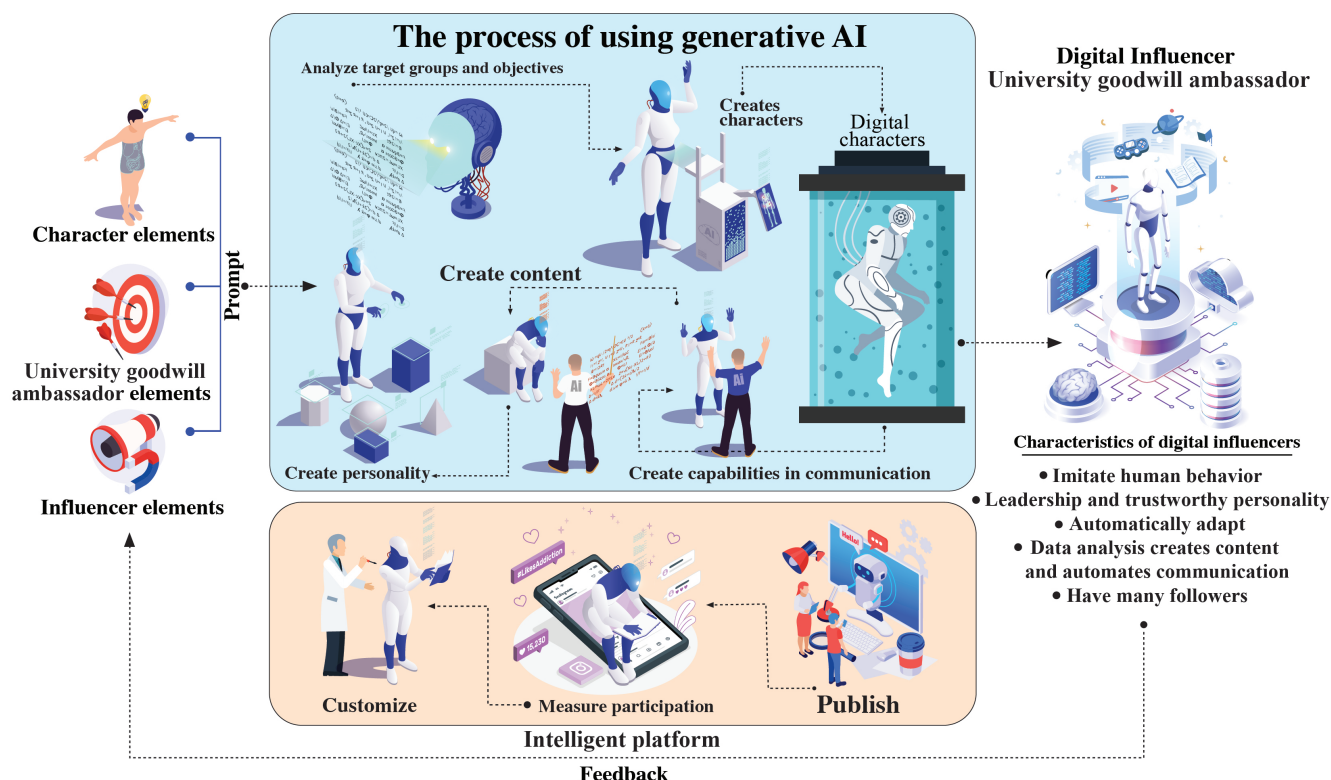 The process of using generative AI
Analyze target groups and objectives
Creates
characters
Digital
characters
AI
Create content
Ai
Create personality
Create capabilities in communication
Character elements
University goodwill
ambassador elements
Influencer elements
Prompt
Digital Influencer
University goodwill ambassador
Characteristics of digital influencers
• Imitate human behavior
• Leadership and trustworthy personality
• Automatically adapt
• Data analysis creates content
and automates communication
• Have many followers
#LikesAddiction
Instagram
15,230
Hello!
Customize
Measure participation
Publish
Intelligent platform
Feedback